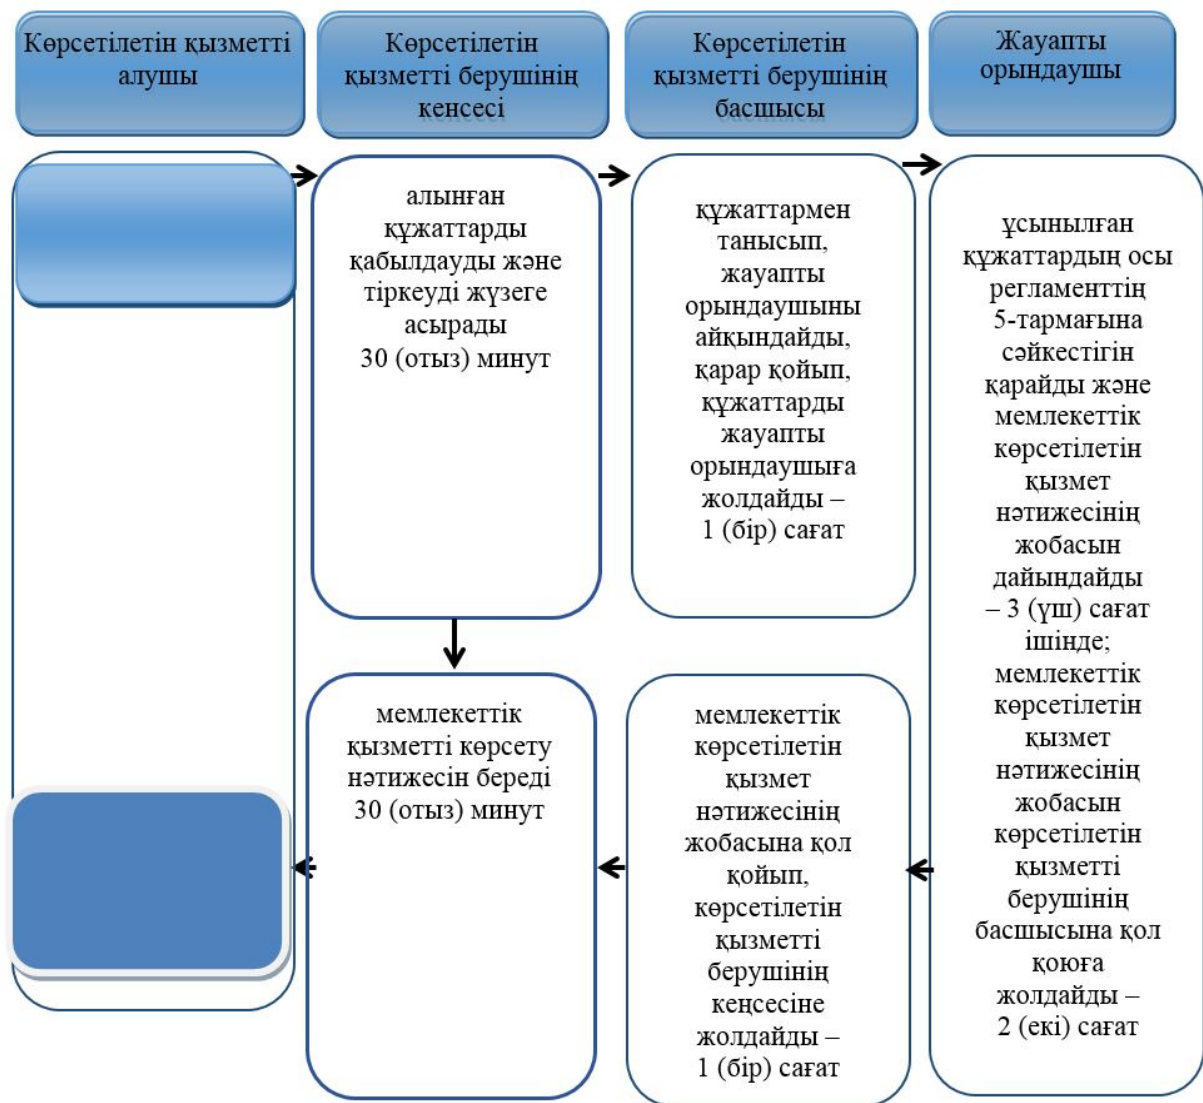 Көрсетілетін қызметті
алушы
Көрсетілетін
қызметті берушінің
кенсесі
Көрсетілетін
қызметті берушінің
басшысы
Жауапты
орындаушы
алынған
құжаттарды
қабылдауды және
тіркеуді жүзеге
асырады
30 (отыз) минут
құжаттармен
танысып,
жауапты
орындаушыны
айқындайды,
қарар қойып,
құжаттарды
жауапты
орындаушыға
жолдайды –
1 (бір) сағат
ұсынылған
құжаттардың осы
регламенттің
5-тармағына
сәйкестігін
қарайды және
мемлекеттік
көрсетілетін
қызмет
нәтижесінің
жобасын
дайындайды
– 3 (үш) сағат
ішінде;
мемлекеттік
көрсетілетін
қызмет
нәтижесінің
жобасын
көрсетілетін
қызметті
берушінің
басшысына қол
қоюға
жолдайды –
2 (екі) сағат
мемлекеттік
көрсетілетін
қызмет
нәтижесінің
жобасына қол
қойып,
көрсетілетін
қызметті
берушінің
кеңсесіне
жолдайды –
1 (бір) сағат
мемлекеттік
қызметті көрсету
нәтижесін береді
30 (отыз) минут